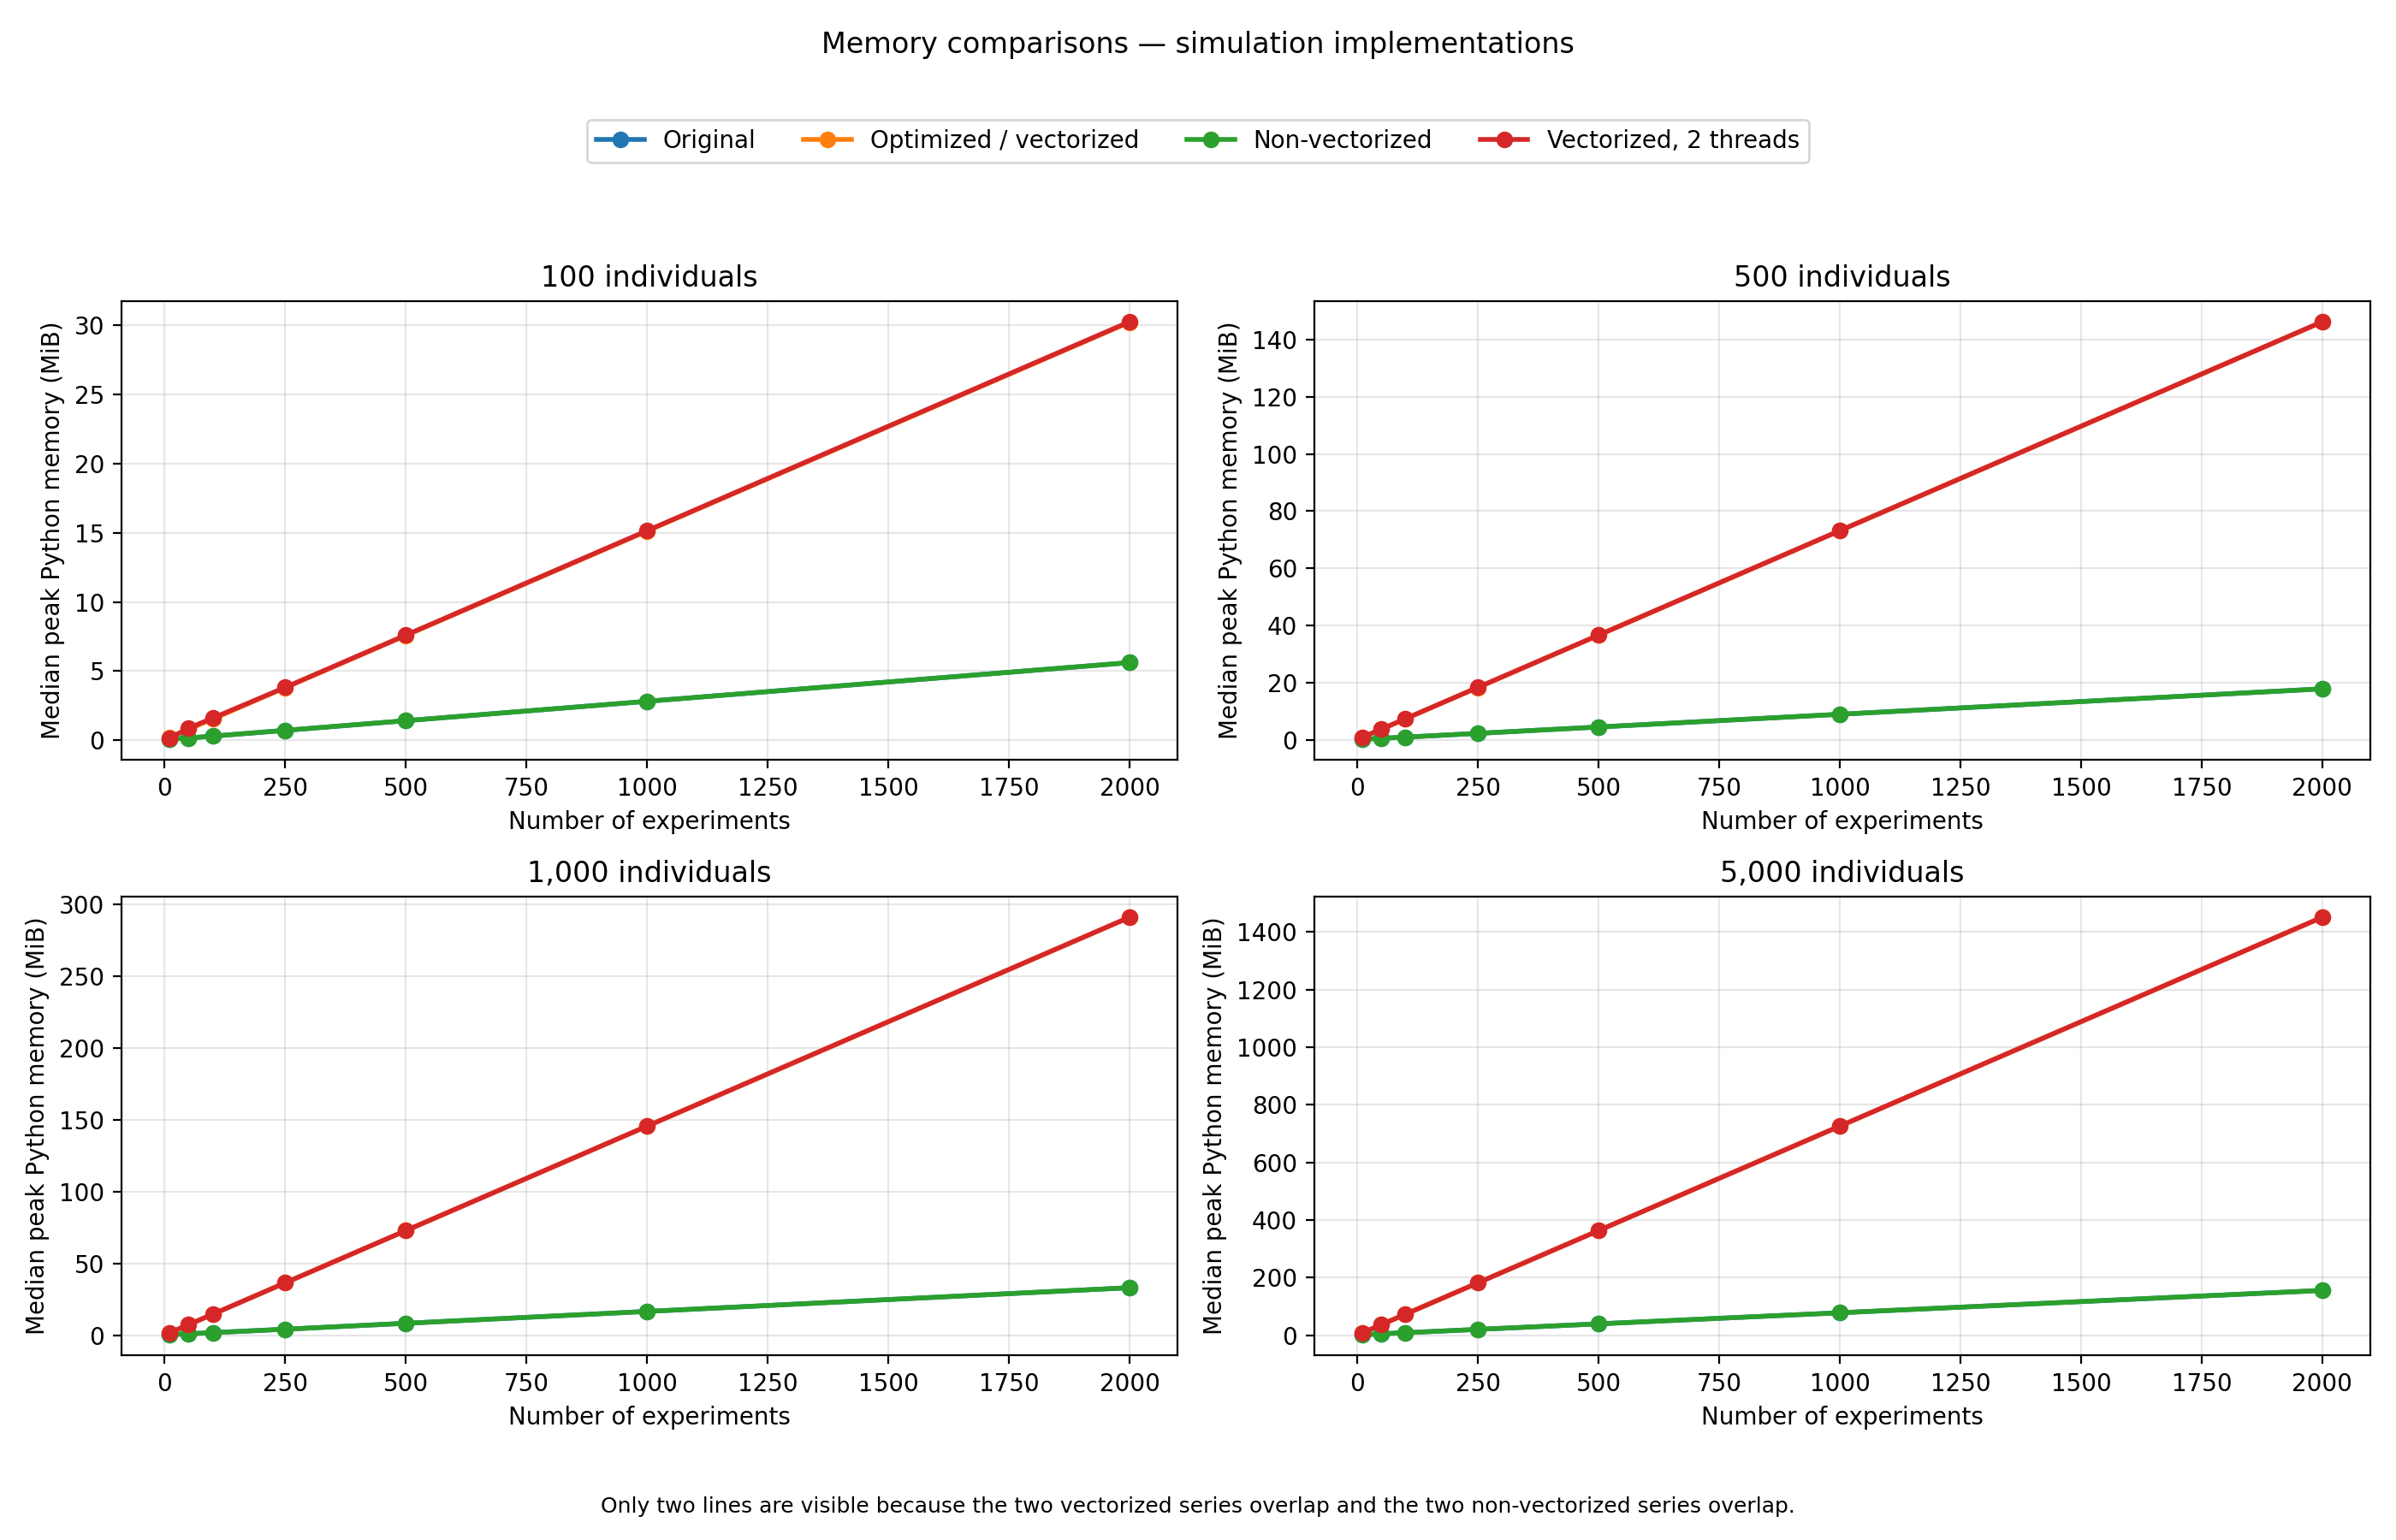 Memory comparisons — simulation implementations
Original Optimized / vectorized Non-vectorized Vectorized, 2 threads
100 individuals
Median peak Python memory (MiB)
30
25
20
15
10
5
0
0 250 500 750 1000 1250 1500 1750 2000
Number of experiments
500 individuals
Median peak Python memory (MiB)
140
120
100
80
60
40
20
0
0 250 500 750 1000 1250 1500 1750 2000
Number of experiments
1,000 individuals
Median peak Python memory (MiB)
300
250
200
150
100
50
0
0 250 500 750 1000 1250 1500 1750 2000
Number of experiments
5,000 individuals
Median peak Python memory (MiB)
1400
1200
1000
800
600
400
200
0
0 250 500 750 1000 1250 1500 1750 2000
Number of experiments
Only two lines are visible because the two vectorized series overlap and the two non-vectorized series overlap.